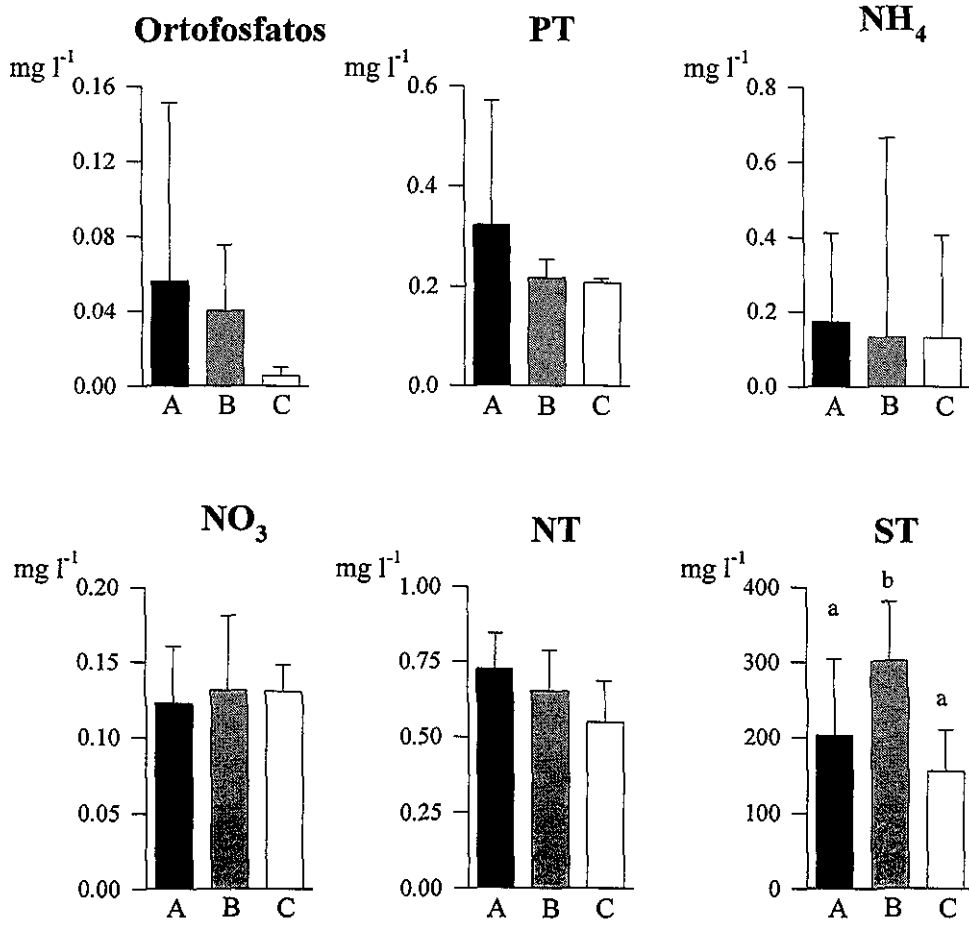 Ortofosfatos
mg l⁻¹
0.16
0.12
0.08
0.04
0.00
A B C
PT
0.6
0.4
0.2
0.0
A B C
NH₄
mg l⁻¹
0.8
0.6
0.4
0.2
0.0
A B C
NO₃
mg l⁻¹
0.20
0.15
0.10
0.05
0.00
A B C
NT
mg l⁻¹
1.00
0.75
0.50
0.25
0.00
A B C
ST
mg l⁻¹
400
300
200
100
0
a b a
A B C